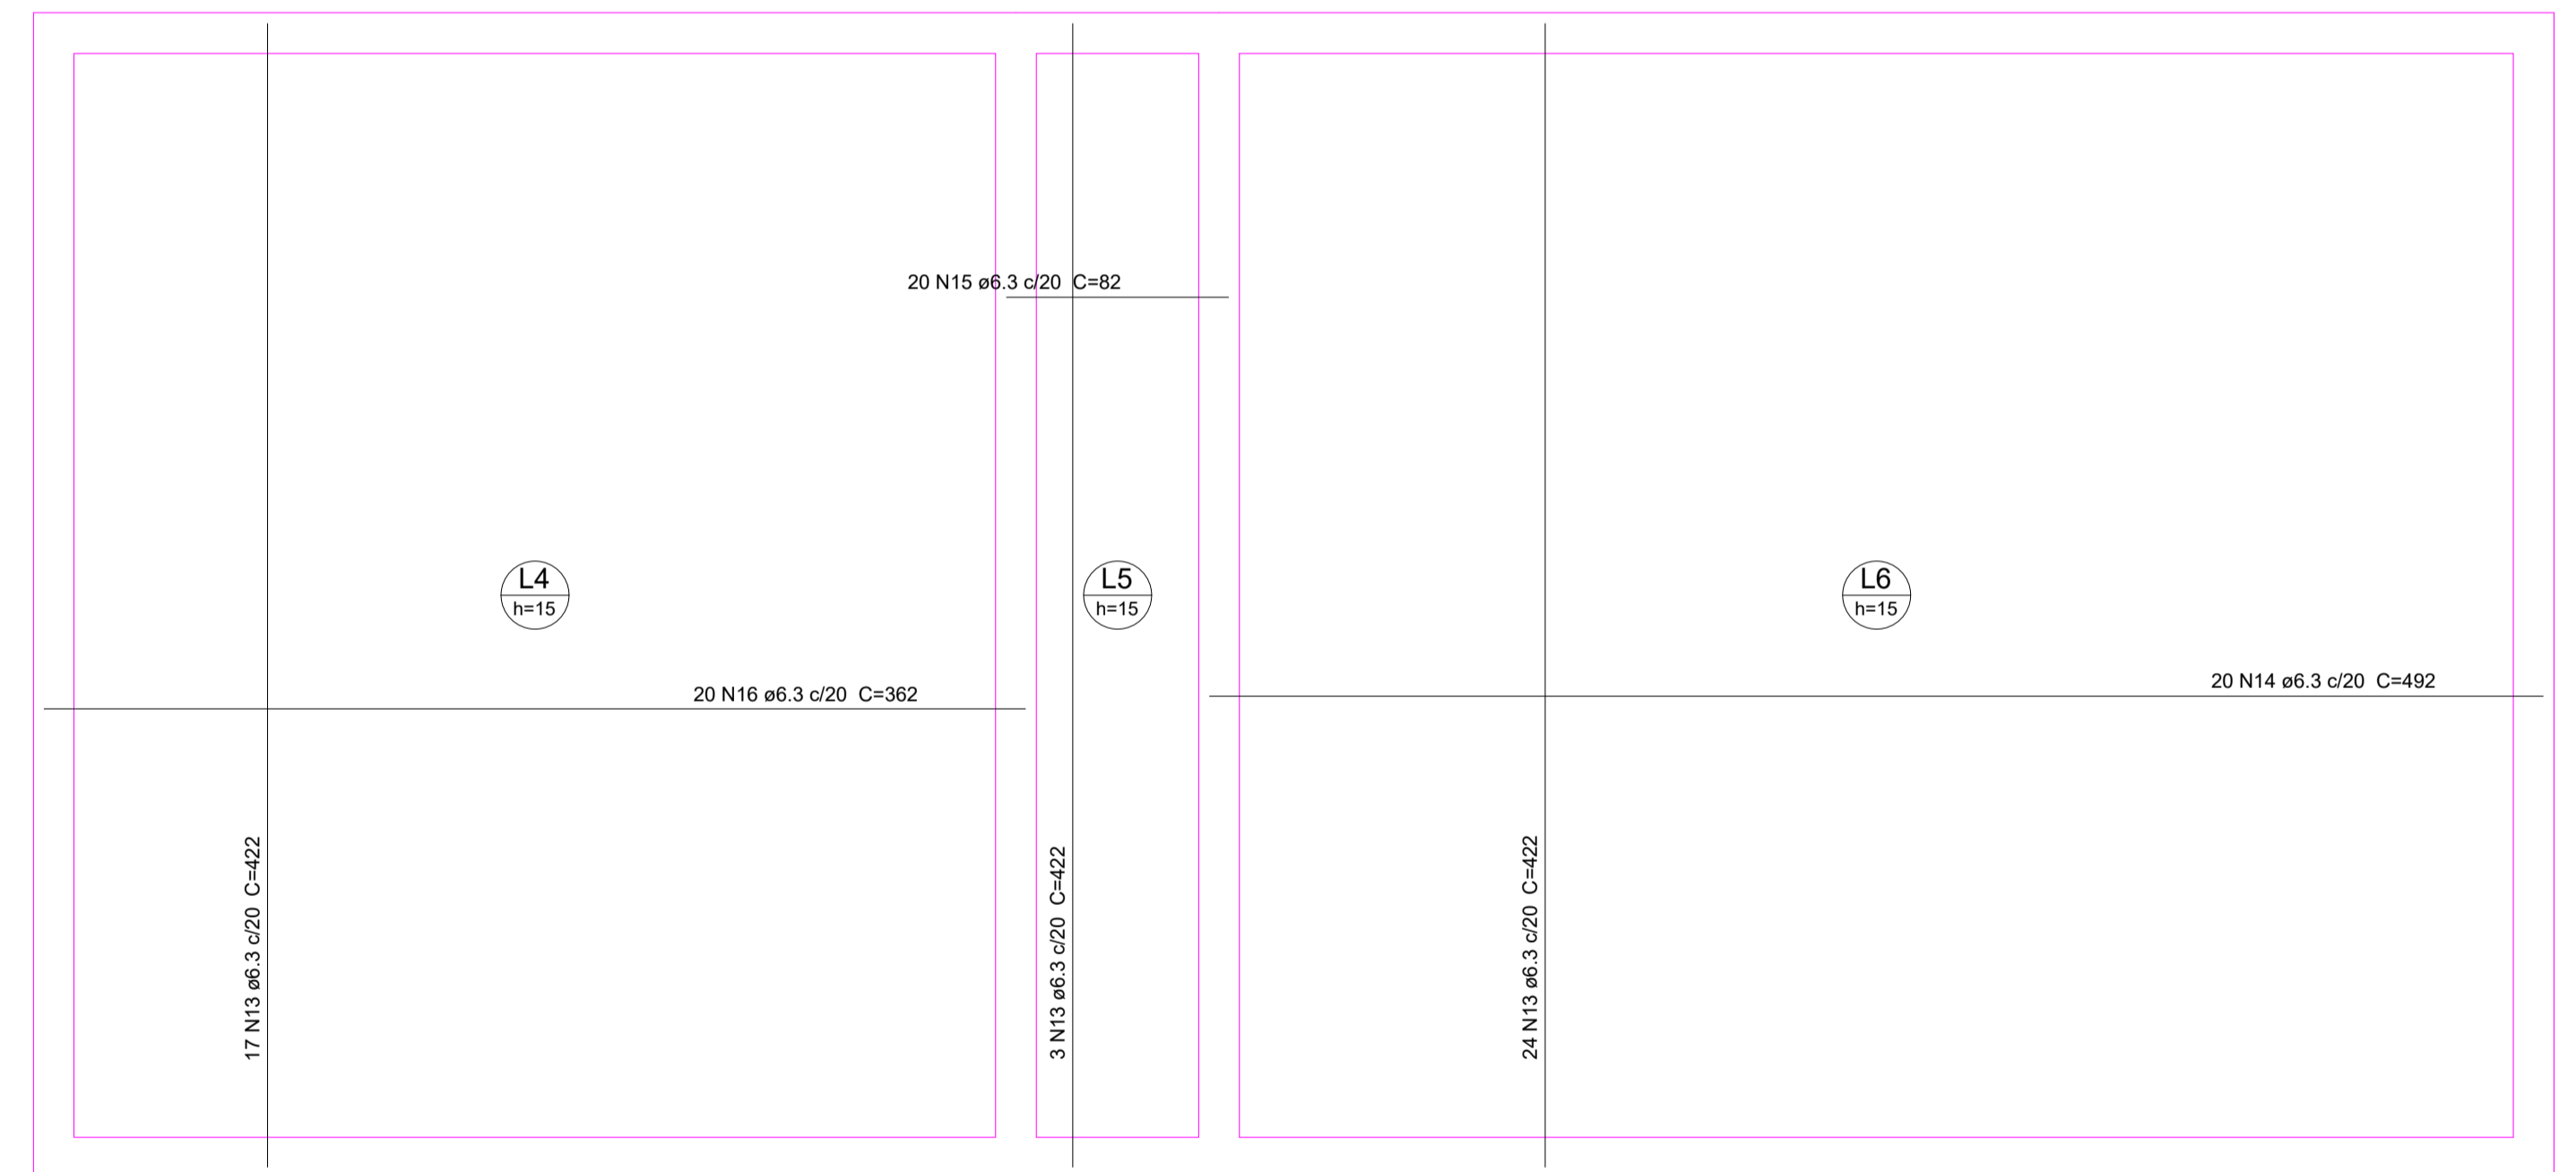 20 N15 ø6.3 c/20  C=82
L4
h=15
L5
h=15
L6
h=15
20 N16 ø6.3 c/20  C=362
20 N14 ø6.3 c/20  C=492
17 N13 ø6.3 c/20  C=422
3 N13 ø6.3 c/20  C=422
24 N13 ø6.3 c/20  C=422